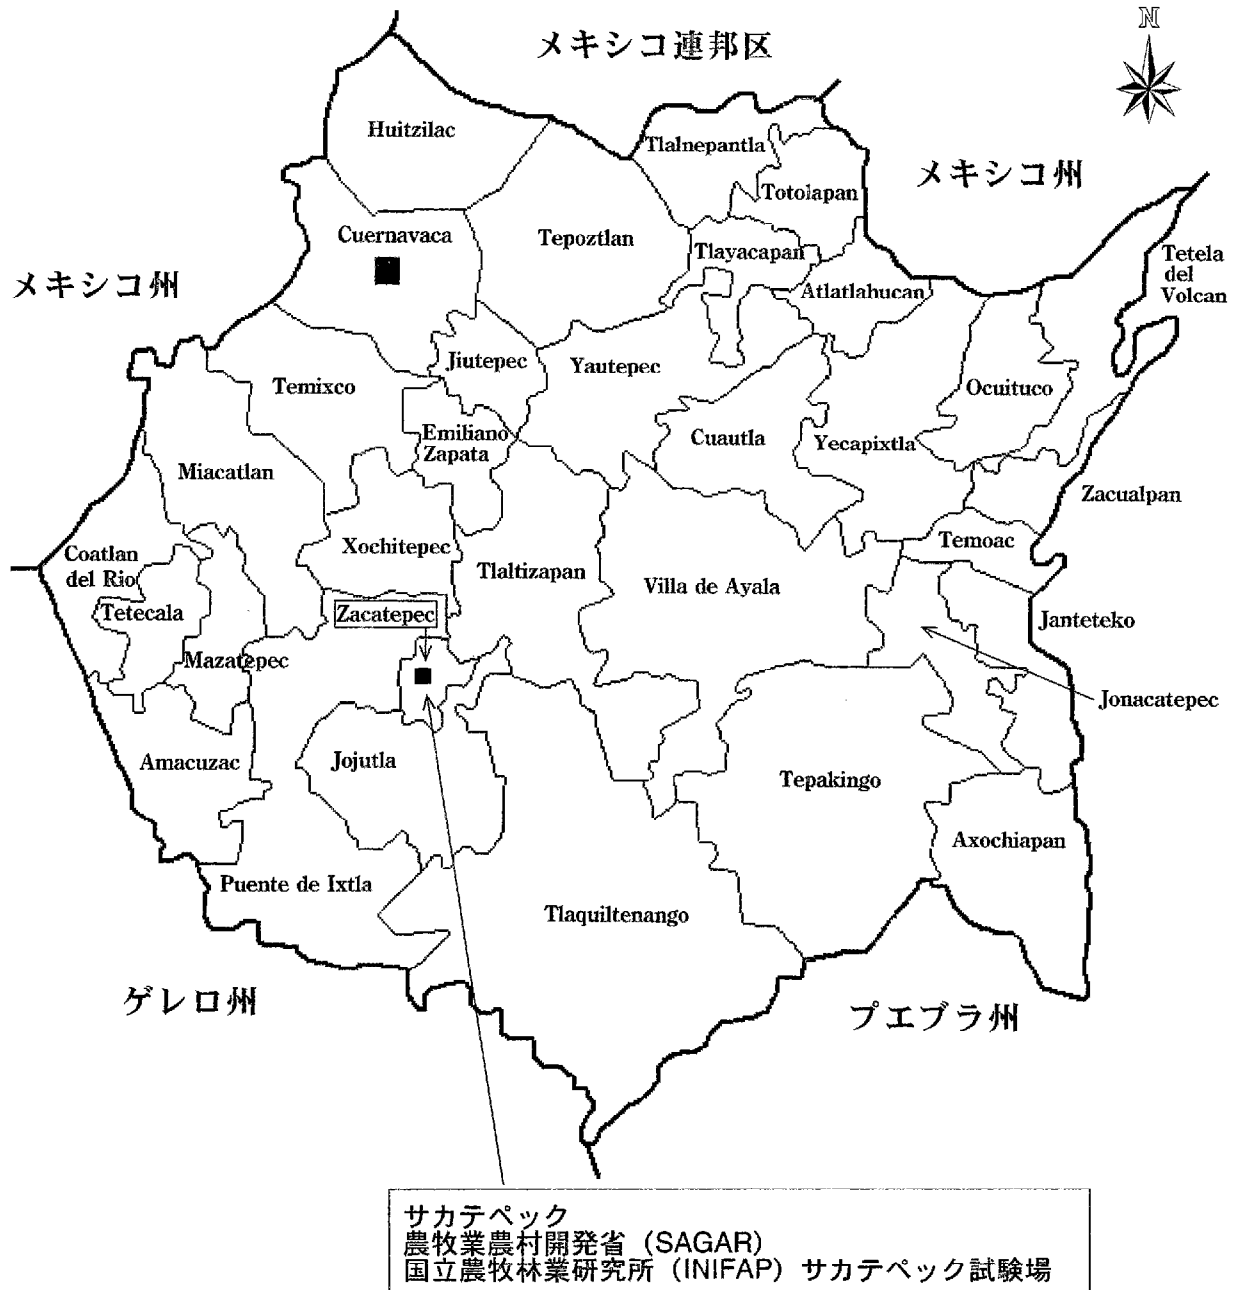 N
メキシコ連邦区
Huitzilac
Tlalnepantla
メキシコ州
Totolapan
Cuernavaca
Tepoztlan
Tlayacapan
Tetela
del
Volcan
メキシコ州
Atlatlahucan
Jiutepec
Yautepec
Temixco
Ocuituco
Emiliano
Zapata
Cuautla
Yecapixtla
Miacatlan
Zacualpan
Xochitepec
Temoac
Coatlan
del Rio
Tlaltizapan
Villa de Ayala
Tetecala
Zacatepec
Janteteko
Mazatepec
Jonacatepec
Amacuzac
Jojutla
Tepakingo
Axochiapan
Puente de Ixtla
Tlaquiltenango
ゲレロ州
プエブラ州
サカテペック
農牧業農村開発省（SAGAR）
国立農牧林業研究所（INIFAP）サカテペック試験場